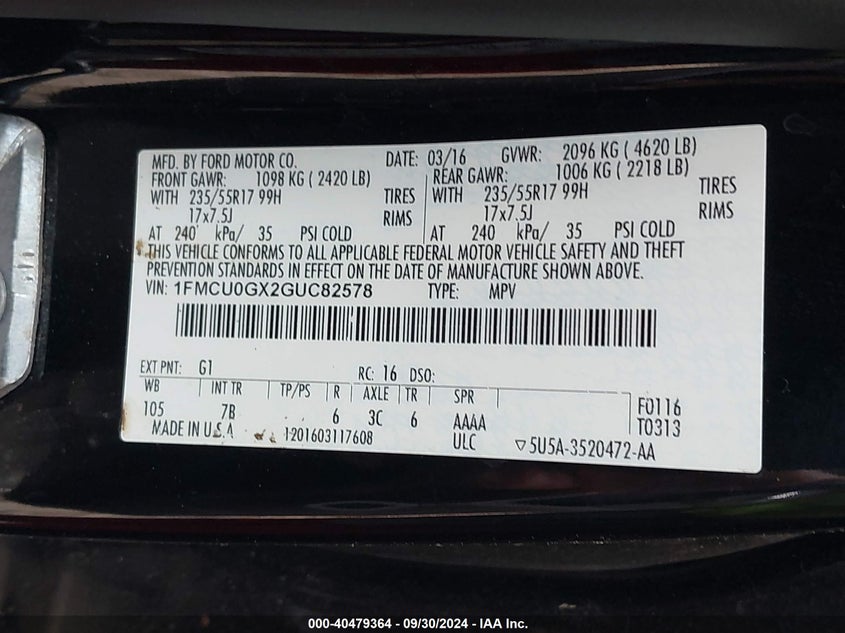 MFD. BY FORD MOTOR CO. DATE: 03/16 GVWR: 2096 KG ( 4620 LB)
FRONT GAWR: 1098 KG ( 2420 LB) REAR GAWR: 1006 KG ( 2218 LB)
WITH 235/55R17 99H TIRES WITH 235/55R17 99H TIRES
17x7.5J RIMS 17x7.5J RIMS
AT 240 kPa/ 35 PSI COLD AT 240 kPa/ 35 PSI COLD
THIS VEHICLE CONFORMS TO ALL APPLICABLE FEDERAL MOTOR VEHICLE SAFETY AND THEFT
PREVENTION STANDARDS IN EFFECT ON THE DATE OF MANUFACTURE SHOWN ABOVE.
VIN: 1FMCU0GX2GUC82578 TYPE: MPV
EXT PNT: G1 RC: 16 DSO:
WB INT TR TP/PS R AXLE TR SPR
105 7B 6 3C 6 AAAA F0116
MADE IN U.S.A 1201603117608 ULC T0313
▽5U5A-3520472-AA
000-40479364 - 09/30/2024 - IAA Inc.